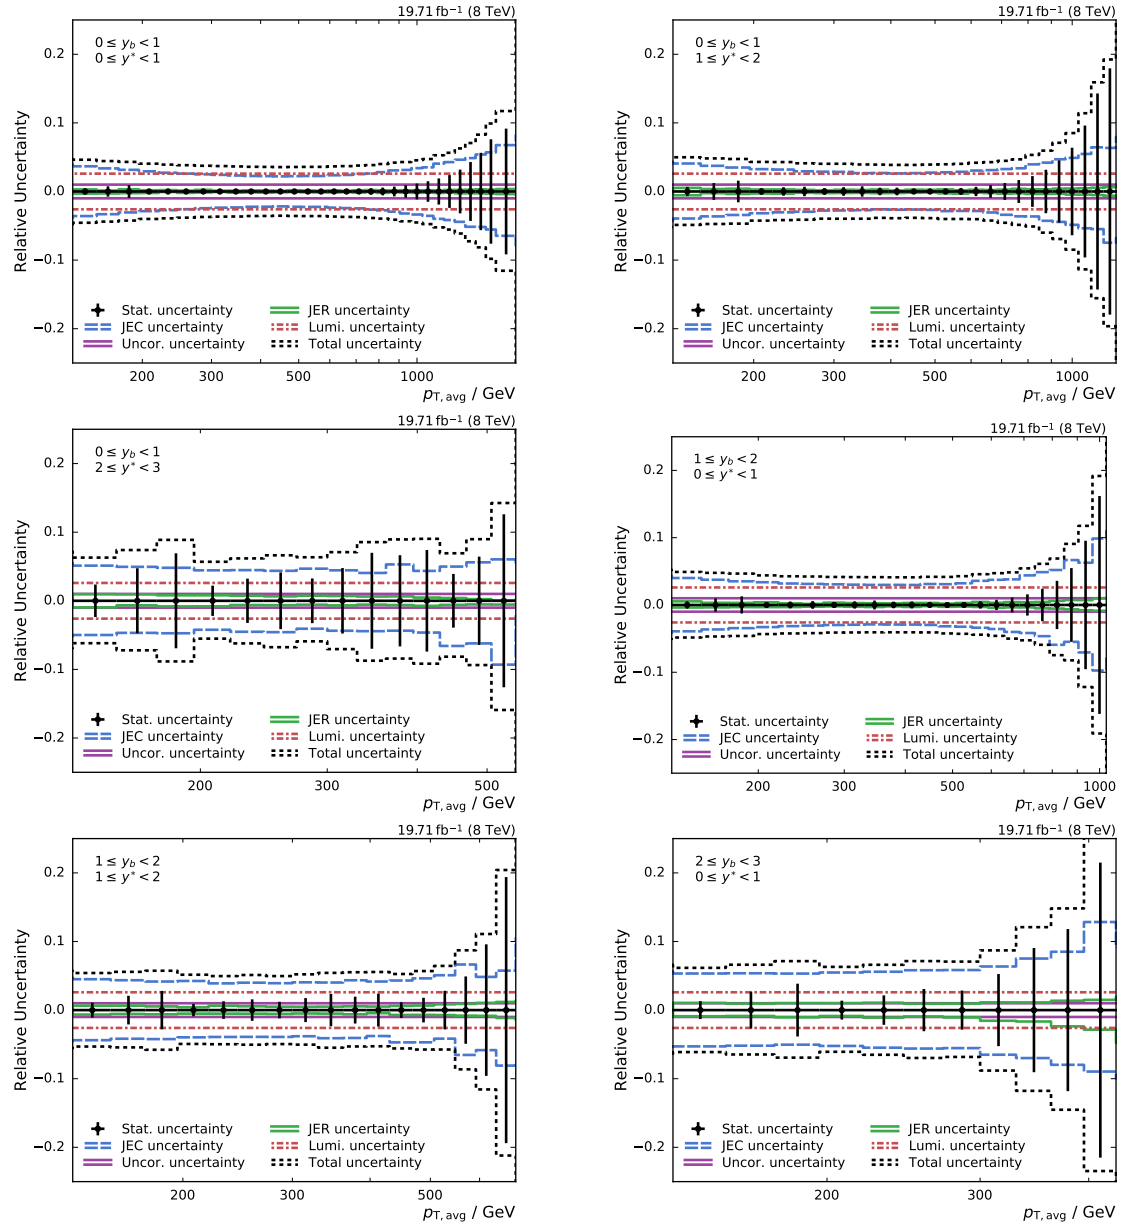 19.71 fb⁻¹ (8 TeV)
0 ≤ y_b < 1
0 ≤ y* < 1
0.2
0.1
0.0
−0.1
−0.2
Relative Uncertainty
Stat. uncertainty
JEC uncertainty
Uncor. uncertainty
JER uncertainty
Lumi. uncertainty
Total uncertainty
200 300 500 1000
p_T, avg / GeV
19.71 fb⁻¹ (8 TeV)
0 ≤ y_b < 1
1 ≤ y* < 2
0.2
0.1
0.0
−0.1
−0.2
Relative Uncertainty
Stat. uncertainty
JEC uncertainty
Uncor. uncertainty
JER uncertainty
Lumi. uncertainty
Total uncertainty
200 300 500 1000
p_T, avg / GeV
19.71 fb⁻¹ (8 TeV)
0 ≤ y_b < 1
2 ≤ y* < 3
0.2
0.1
0.0
−0.1
−0.2
Relative Uncertainty
Stat. uncertainty
JEC uncertainty
Uncor. uncertainty
JER uncertainty
Lumi. uncertainty
Total uncertainty
200 300 500
p_T, avg / GeV
19.71 fb⁻¹ (8 TeV)
1 ≤ y_b < 2
0 ≤ y* < 1
0.2
0.1
0.0
−0.1
−0.2
Relative Uncertainty
Stat. uncertainty
JEC uncertainty
Uncor. uncertainty
JER uncertainty
Lumi. uncertainty
Total uncertainty
200 300 500 1000
p_T, avg / GeV
19.71 fb⁻¹ (8 TeV)
1 ≤ y_b < 2
1 ≤ y* < 2
0.2
0.1
0.0
−0.1
−0.2
Relative Uncertainty
Stat. uncertainty
JEC uncertainty
Uncor. uncertainty
JER uncertainty
Lumi. uncertainty
Total uncertainty
200 300 500
p_T, avg / GeV
19.71 fb⁻¹ (8 TeV)
2 ≤ y_b < 3
0 ≤ y* < 1
0.2
0.1
0.0
−0.1
−0.2
Relative Uncertainty
Stat. uncertainty
JEC uncertainty
Uncor. uncertainty
JER uncertainty
Lumi. uncertainty
Total uncertainty
200 300
p_T, avg / GeV